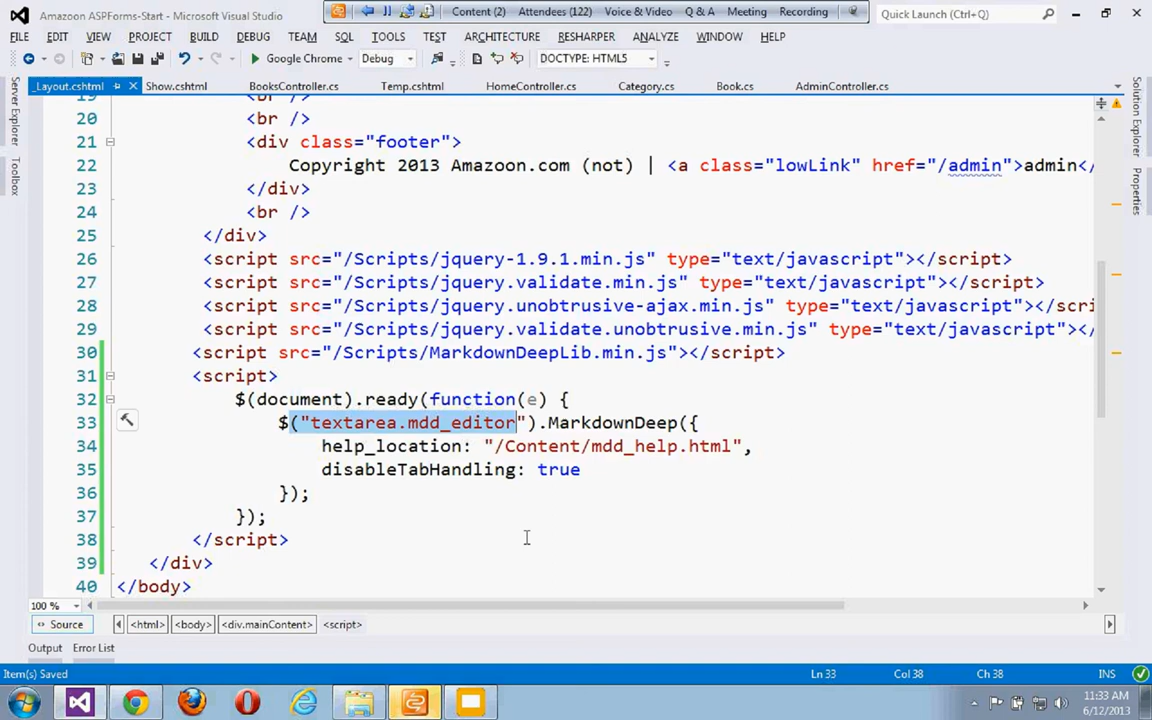 Amazoon ASPForms-Start - Microsoft Visual Studio
Content (2) Attendees (122) Voice & Video Q & A Meeting Recording
Quick Launch (Ctrl+Q)
FILE EDIT VIEW PROJECT BUILD DEBUG TEAM SQL TOOLS TEST ARCHITECTURE RESHARPER ANALYZE WINDOW HELP
Google Chrome Debug DOCTYPE: HTML5
_Layout.cshtml Show.cshtml BooksController.cs Temp.cshtml HomeController.cs Category.cs Book.cs AdminController.cs
Server Explorer
Toolbox
Solution Explorer
Properties
19 <br />
20 <br />
21 <div class="footer">
22 Copyright 2013 Amazoon.com (not) | <a class="lowLink" href="/admin">admin</
23 </div>
24 <br />
25 </div>
26 <script src="/Scripts/jquery-1.9.1.min.js" type="text/javascript"></script>
27 <script src="/Scripts/jquery.validate.min.js" type="text/javascript"></script>
28 <script src="/Scripts/jquery.unobtrusive-ajax.min.js" type="text/javascript"></scri
29 <script src="/Scripts/jquery.validate.unobtrusive.min.js" type="text/javascript"></
30 <script src="/Scripts/MarkdownDeepLib.min.js"></script>
31 <script>
32 $(document).ready(function(e) {
33 $("textarea.mdd_editor").MarkdownDeep({
34 help_location: "/Content/mdd_help.html",
35 disableTabHandling: true
36 });
37 });
38 </script>
39 </div>
40 </body>
100 %
Source <html> <body> <div.mainContent> <script>
Output Error List
Item(s) Saved Ln 33 Col 38 Ch 38 INS
11:33 AM
6/12/2013